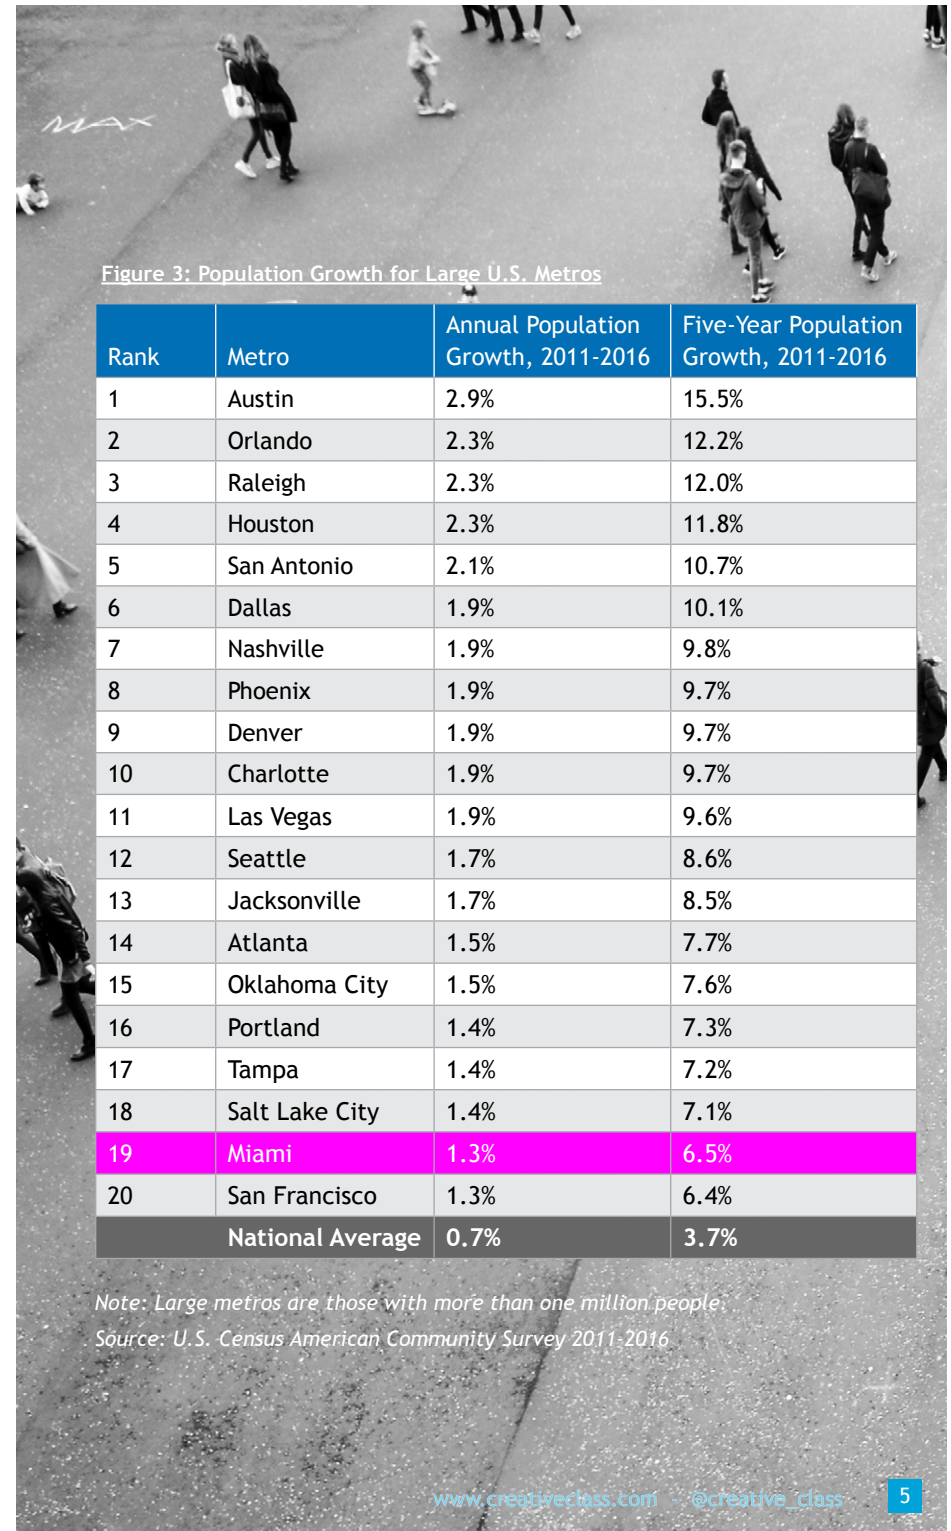 MAX
Figure 3: Population Growth for Large U.S. Metros
Rank Metro Annual Population Growth, 2011-2016 Five-Year Population Growth, 2011-2016
1 Austin 2.9% 15.5%
2 Orlando 2.3% 12.2%
3 Raleigh 2.3% 12.0%
4 Houston 2.3% 11.8%
5 San Antonio 2.1% 10.7%
6 Dallas 1.9% 10.1%
7 Nashville 1.9% 9.8%
8 Phoenix 1.9% 9.7%
9 Denver 1.9% 9.7%
10 Charlotte 1.9% 9.7%
11 Las Vegas 1.9% 9.6%
12 Seattle 1.7% 8.6%
13 Jacksonville 1.7% 8.5%
14 Atlanta 1.5% 7.7%
15 Oklahoma City 1.5% 7.6%
16 Portland 1.4% 7.3%
17 Tampa 1.4% 7.2%
18 Salt Lake City 1.4% 7.1%
19 Miami 1.3% 6.5%
20 San Francisco 1.3% 6.4%
National Average 0.7% 3.7%
Note: Large metros are those with more than one million people.
Source: U.S. Census American Community Survey 2011-2016
www.creativeclass.com - @creative_class 5